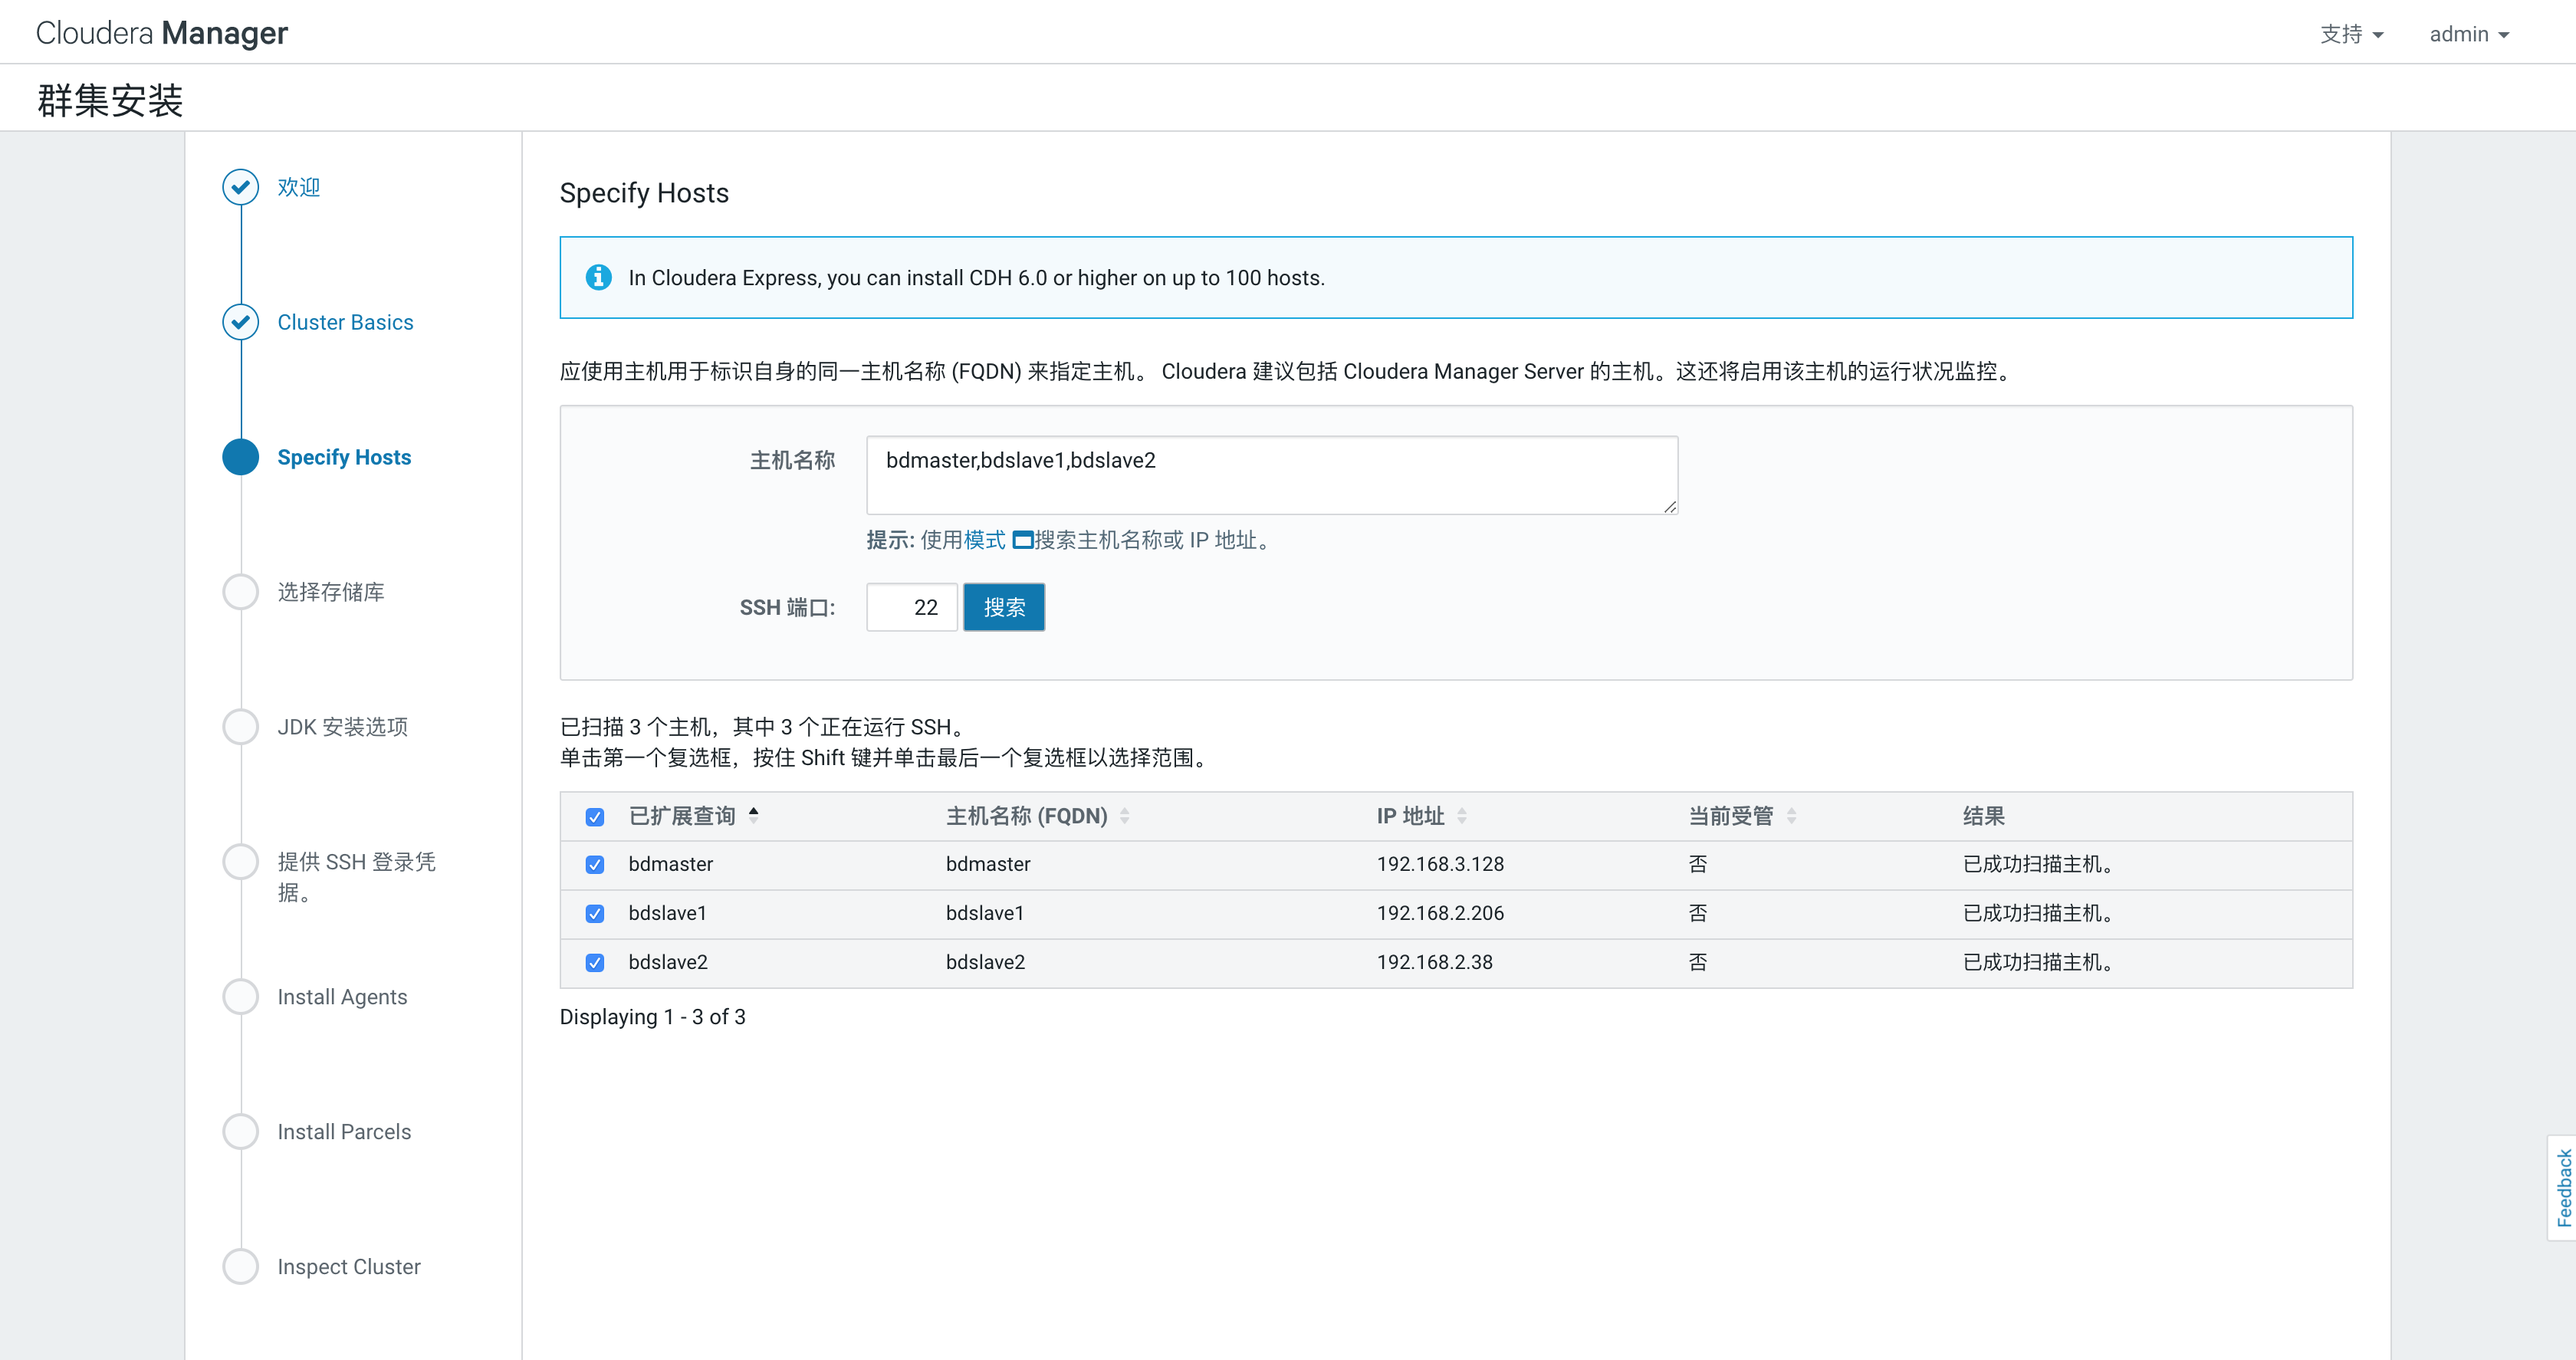 Cloudera Manager
支持
admin
群集安装
欢迎
Cluster Basics
Specify Hosts
选择存储库
JDK 安装选项
提供 SSH 登录凭
据。
Install Agents
Install Parcels
Inspect Cluster
Specify Hosts
In Cloudera Express, you can install CDH 6.0 or higher on up to 100 hosts.
应使用主机用于标识自身的同一主机名称 (FQDN) 来指定主机。 Cloudera 建议包括 Cloudera Manager Server 的主机。这还将启用该主机的运行状况监控。
主机名称 bdmaster,bdslave1,bdslave2
提示: 使用模式 搜索主机名称或 IP 地址。
SSH 端口: 22 搜索
已扫描 3 个主机，其中 3 个正在运行 SSH。
单击第一个复选框，按住 Shift 键并单击最后一个复选框以选择范围。
已扩展查询 主机名称 (FQDN) IP 地址 当前受管 结果
bdmaster bdmaster 192.168.3.128 否 已成功扫描主机。
bdslave1 bdslave1 192.168.2.206 否 已成功扫描主机。
bdslave2 bdslave2 192.168.2.38 否 已成功扫描主机。
Displaying 1 - 3 of 3
Feedback